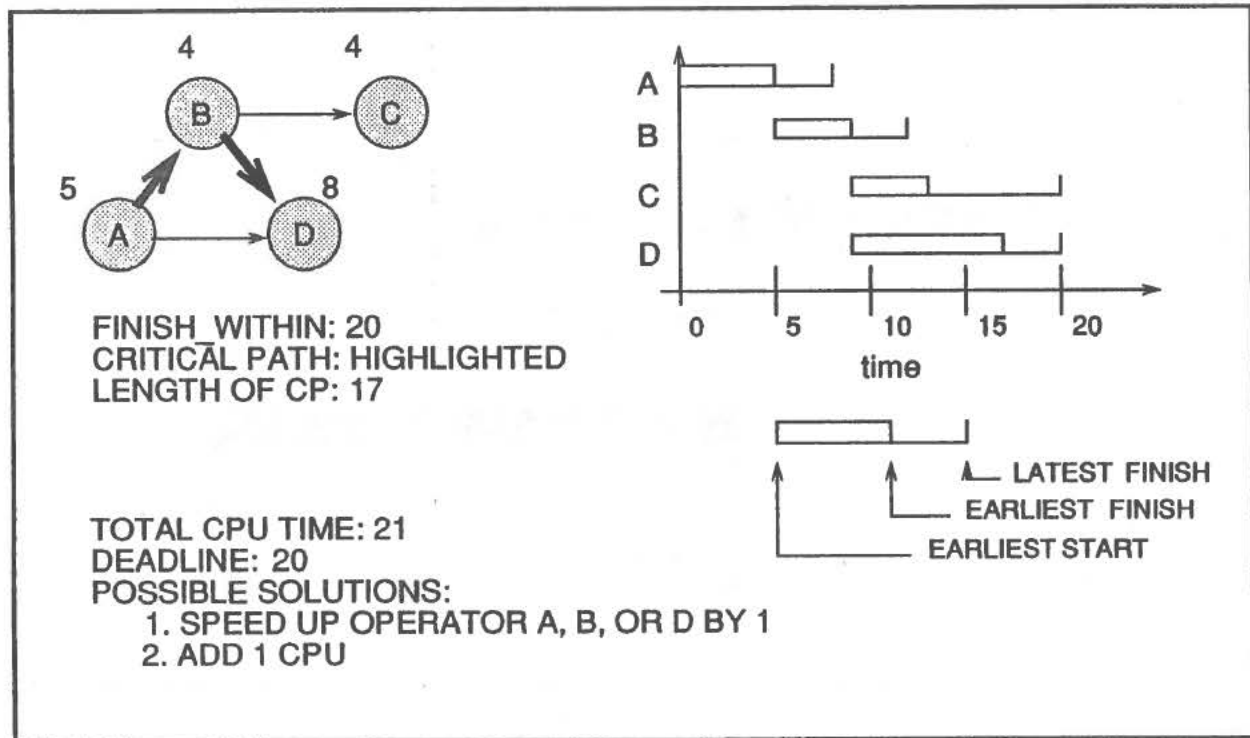 4 4
B C
5 8
A D
FINISH_WITHIN: 20
CRITICAL PATH: HIGHLIGHTED
LENGTH OF CP: 17
TOTAL CPU TIME: 21
DEADLINE: 20
POSSIBLE SOLUTIONS:
1. SPEED UP OPERATOR A, B, OR D BY 1
2. ADD 1 CPU
A
B
C
D
0 5 10 15 20
time
LATEST FINISH
EARLIEST FINISH
EARLIEST START